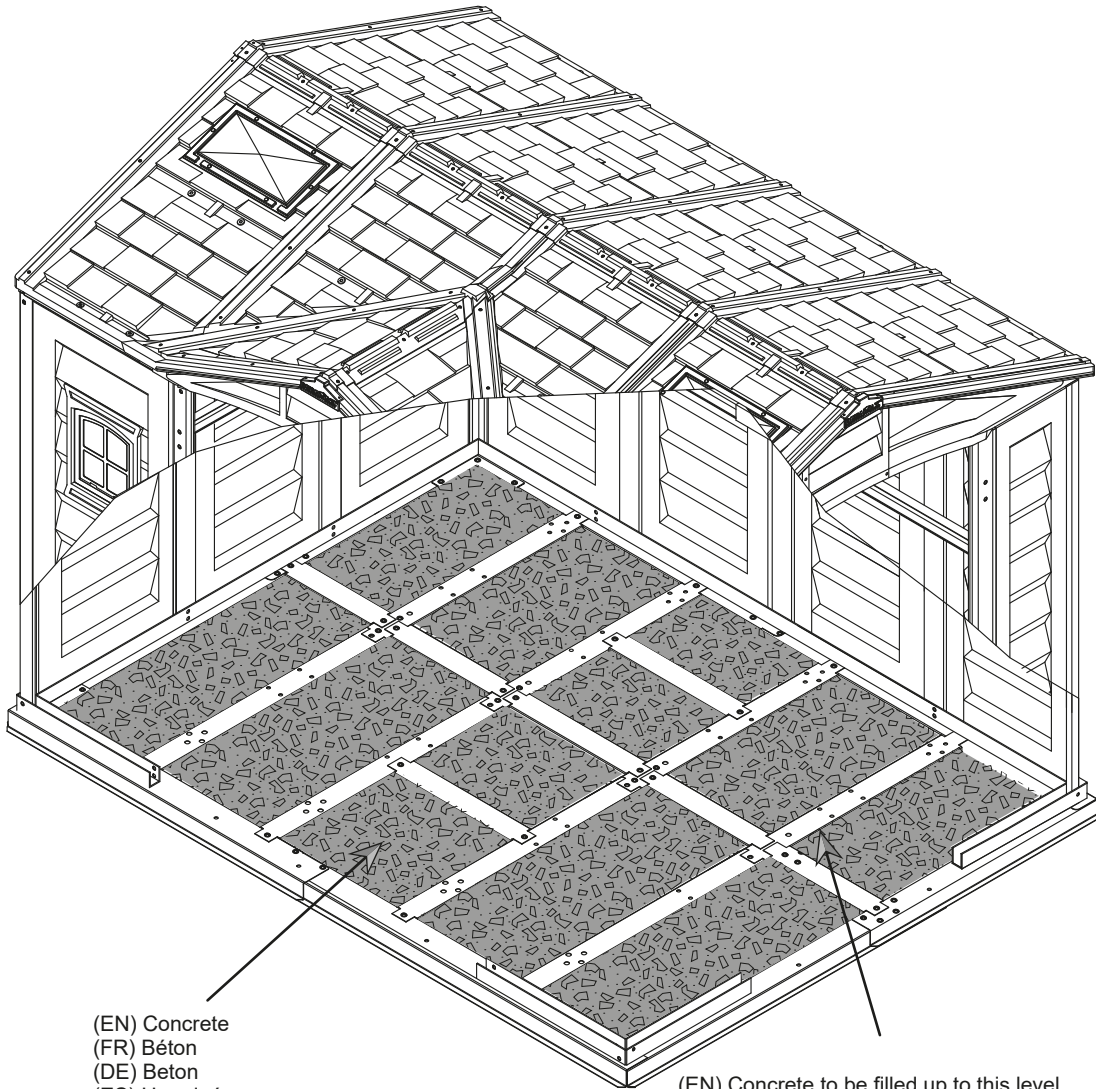 (EN) Concrete
(FR) Béton
(DE) Beton
(EN) Concrete to be filled up to this level